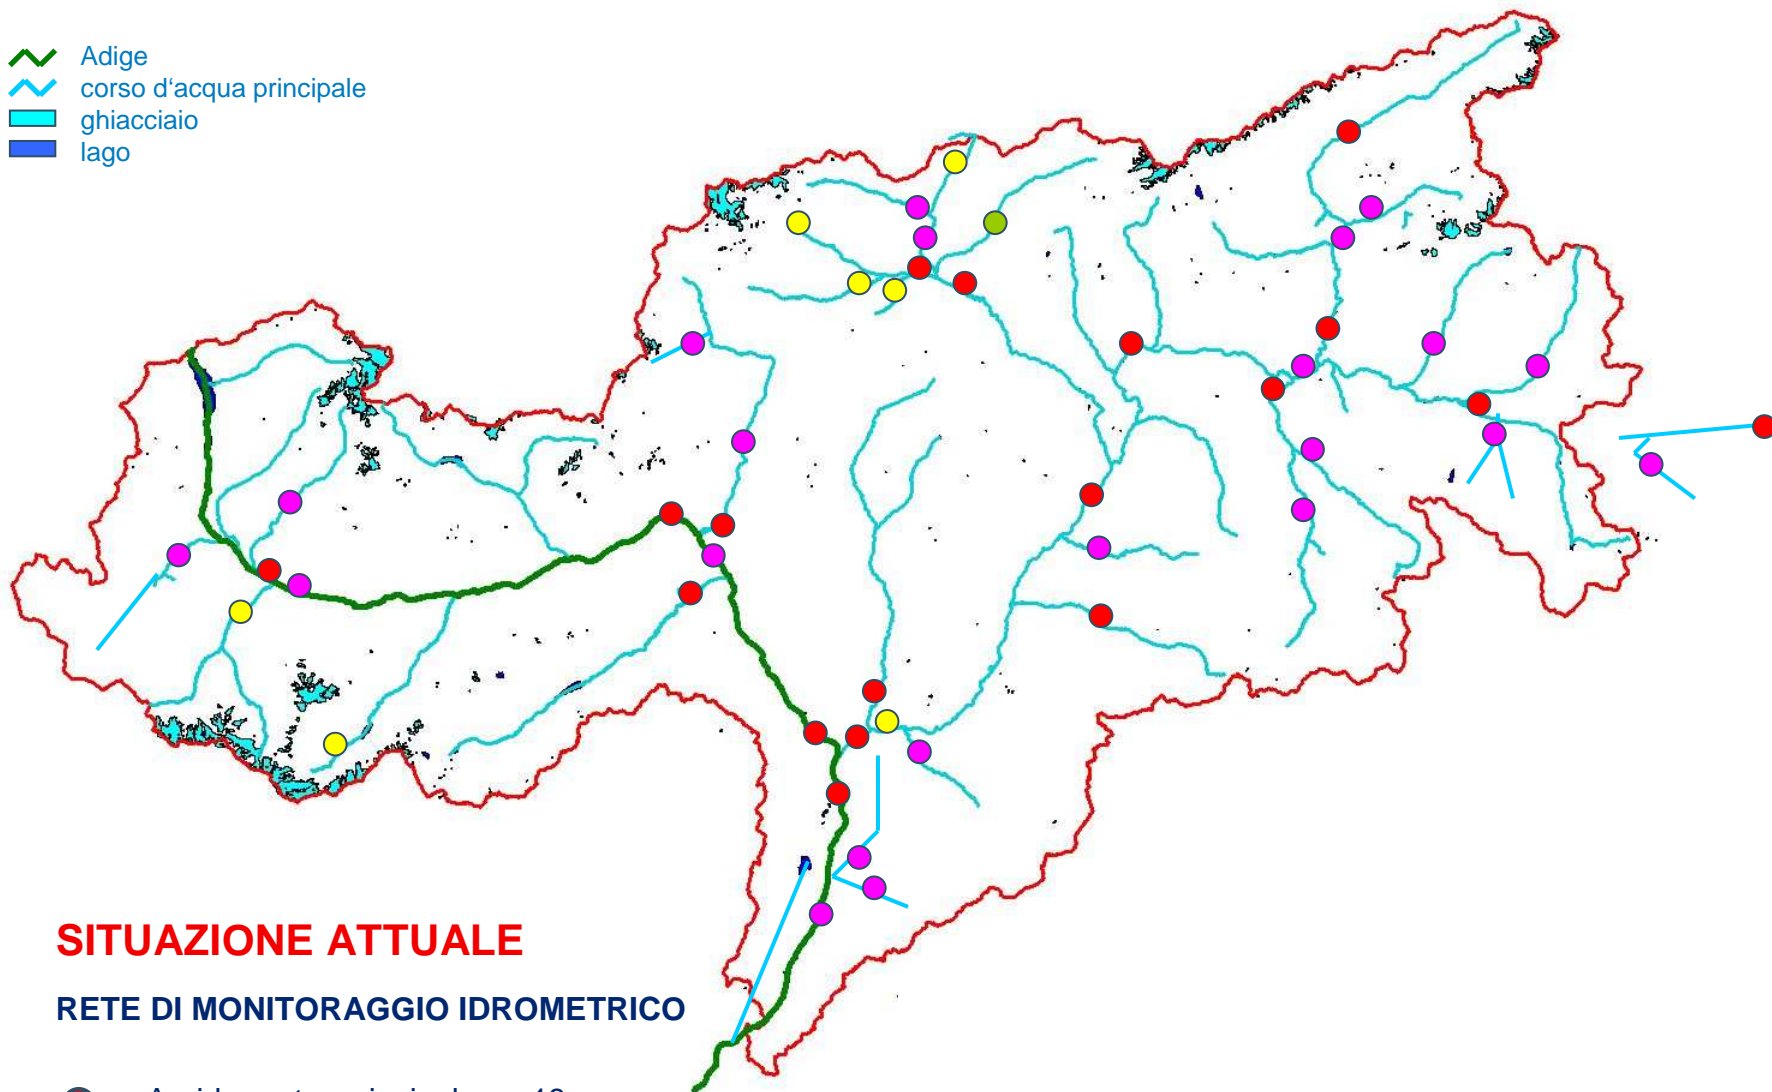 Adige
corso d'acqua principale
ghiacciaio
lago
SITUAZIONE ATTUALE
RETE DI MONITORAGGIO IDROMETRICO